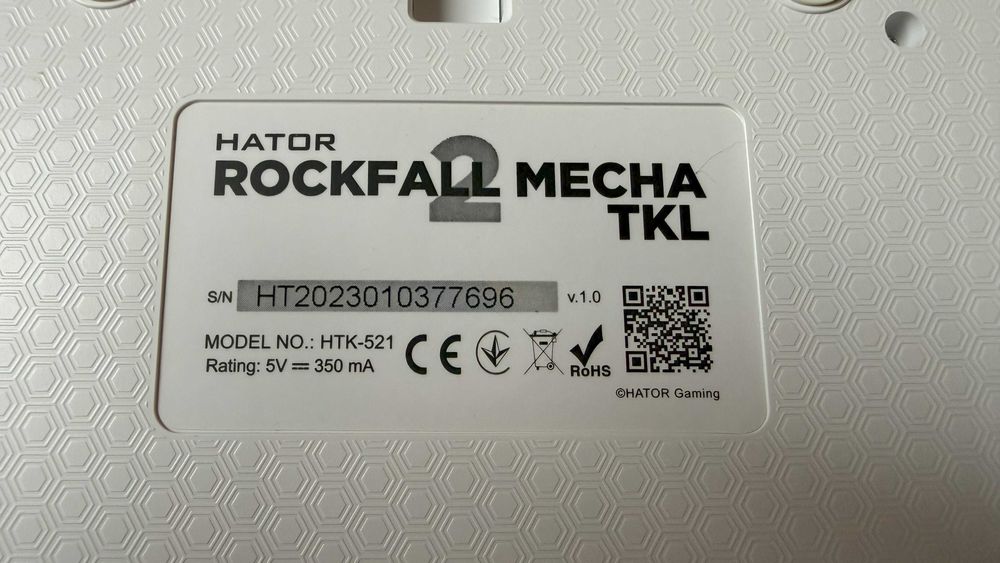 HATOR
ROCKFALL 2 MECHA
TKL
S/N HT2023010377696 v.1.0
MODEL NO.: HTK-521
Rating: 5V ⎓ 350 mA
CE
RoHS
©HATOR Gaming